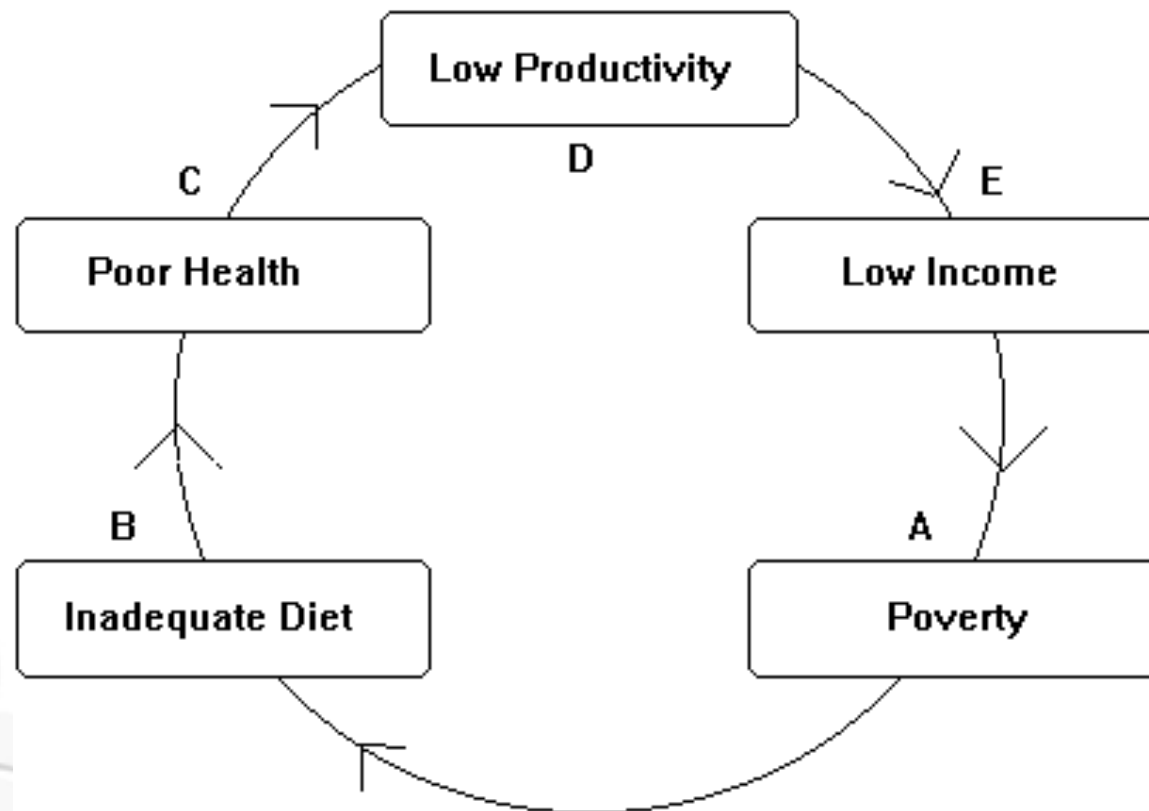 Low Productivity
D
C
E
Poor Health
Low Income
B
A
Inadequate Diet
Poverty